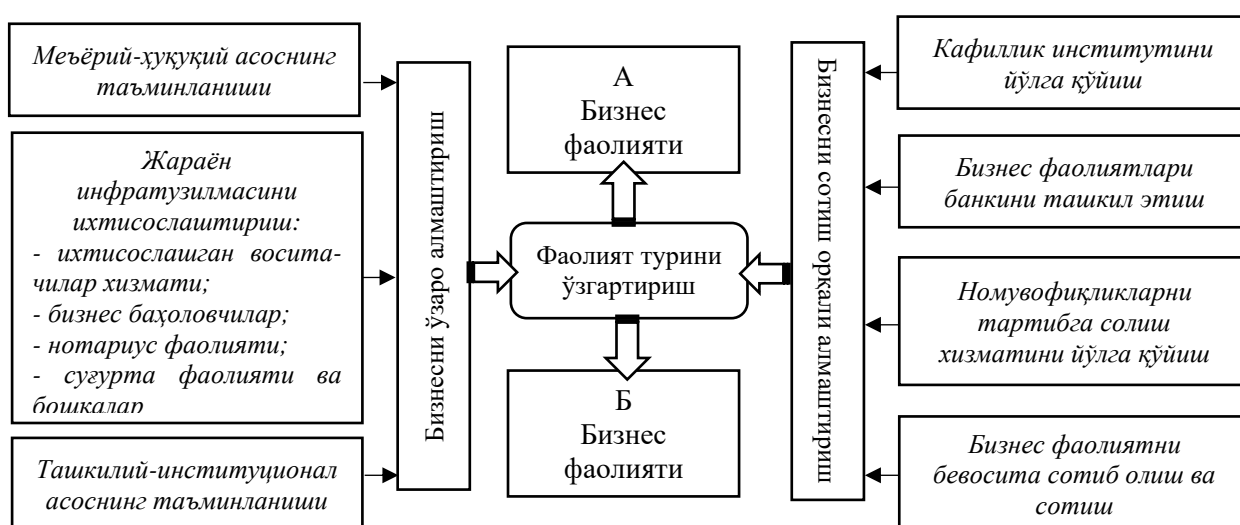 Меъёрий-ҳуқуқий асоснинг
таъминланиши
Жараён
инфратузилмасини
ихтисослаштириш:
- ихтисослашган восита-
чилар хизмати;
- бизнес баҳоловчилар;
- нотариус фаолияти;
- суғурта фаолияти ва
бошқалар
Ташкилий-институционал
асоснинг таъминланиши
Бизнесни ўзаро алмаштириш
А
Бизнес
фаолияти
Фаолият турини
ўзгартириш
Б
Бизнес
фаолияти
Бизнесни сотиш орқали алмаштириш
Кафиллик институтини
йўлга қўйиш
Бизнес фаолиятлари
банкини ташкил этиш
Номувофиқликларни
тартибга солиш
хизматини йўлга қўйиш
Бизнес фаолиятни
бевосита сотиб олиш ва
сотиш